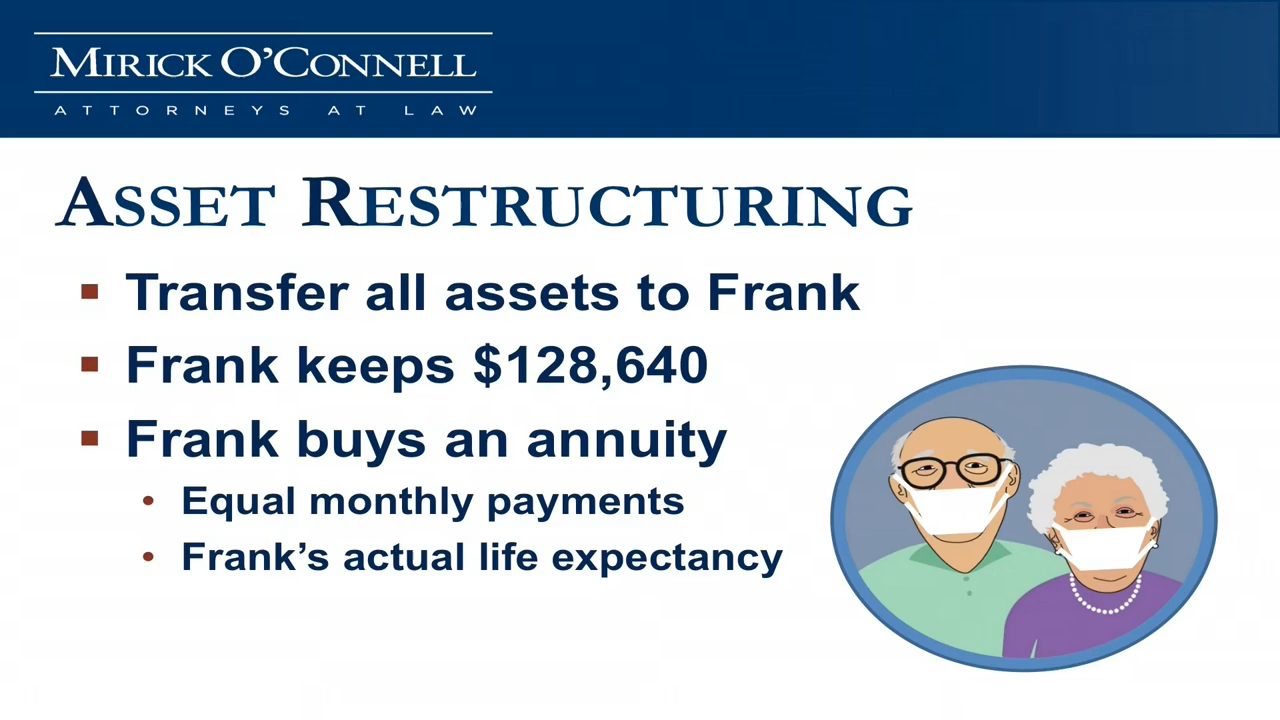 MIRICK O’CONNELL
ATTORNEYS AT LAW
ASSET RESTRUCTURING
Transfer all assets to Frank
Frank keeps $128,640
Frank buys an annuity
Equal monthly payments
Frank’s actual life expectancy